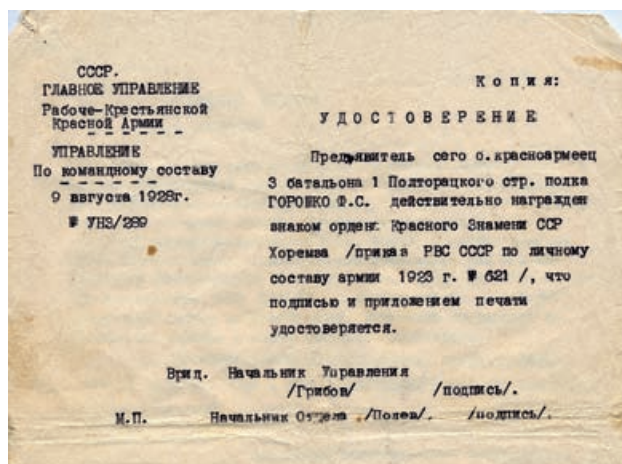 СССР.
ГЛАВНОЕ УПРАВЛЕНИЕ
Рабоче-Крестьянской
Красной Армии
УПРАВЛЕНИЕ
По командному составу
9 августа 1928г.
№ УНЗ/289
Копия:
УДОСТОВЕРЕНИЕ
Предъявитель сего б.красноармеец
3 батальона 1 Полторацкого стр. полка
ГОРОШКО Ф.С. действительно награжден
знаком орденг Красного Знамени ССР
Хорезма /приказ РВС СССР по личному
составу армии 1923 г. № 621 /, что
подписью и приложением печати
удостоверяется.
Врид. Начальник Управления
/Грибов/ /подпись/.
М.П. Начальник Отдела /Полев/. /подпись/.